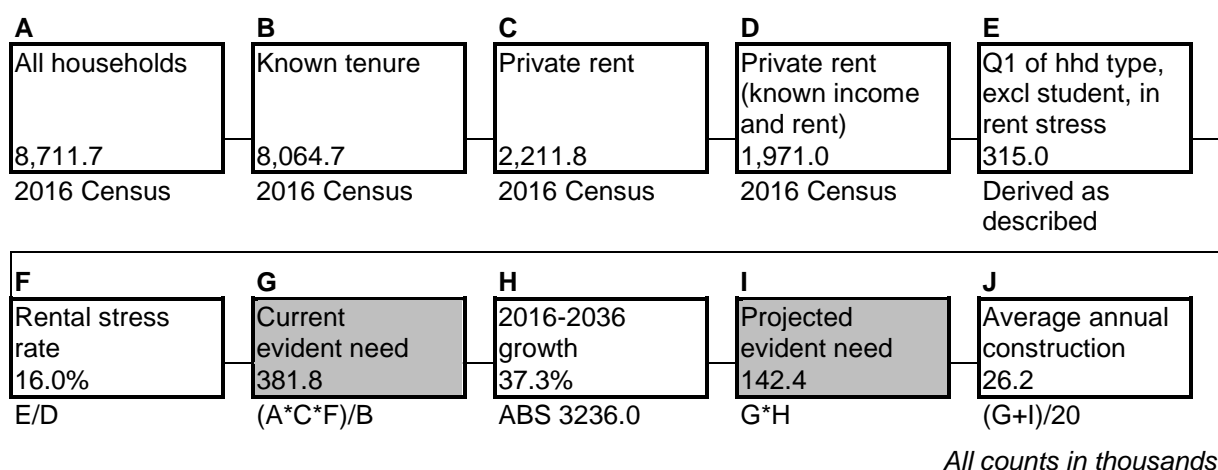 A
B
C
D
E
All households
8,711.7
Known tenure
8,064.7
Private rent
2,211.8
Private rent
(known income
and rent)
1,971.0
Q1 of hhd type,
excl student, in
rent stress
315.0
2016 Census
2016 Census
2016 Census
2016 Census
Derived as
described
F
G
H
I
J
Rental stress
rate
16.0%
Current
evident need
381.8
2016-2036
growth
37.3%
Projected
evident need
142.4
Average annual
construction
26.2
E/D
(A*C*F)/B
ABS 3236.0
G*H
(G+I)/20
All counts in thousands